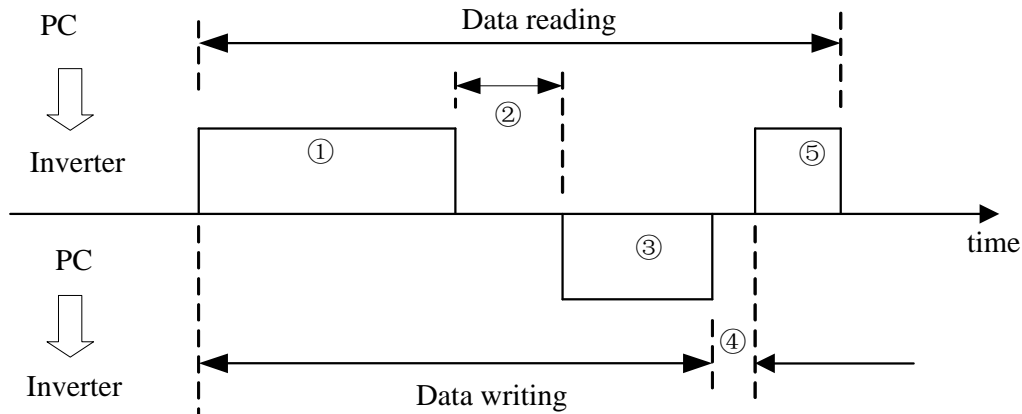 PC
Data reading
②
①
⑤
Inverter
time
③
PC
④
Inverter
Data writing